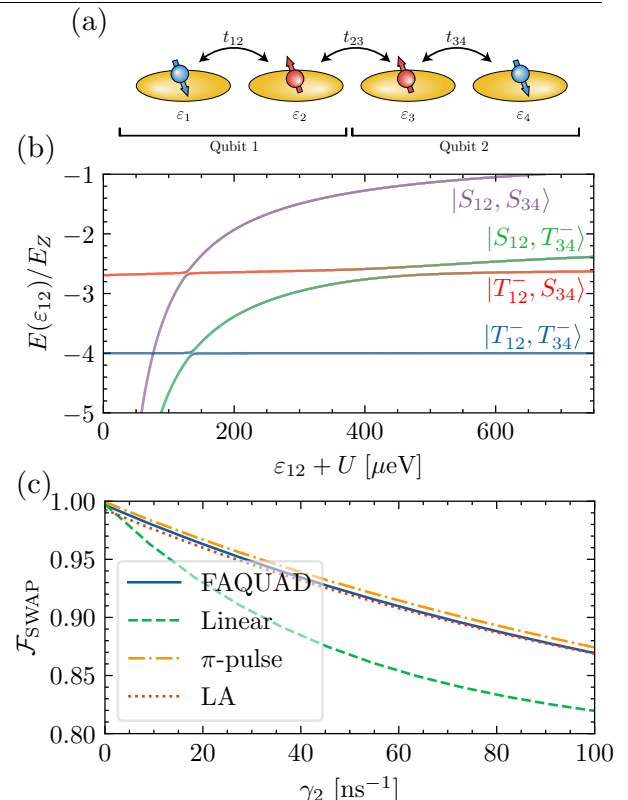 (a)
t₁₂ t₂₃ t₃₄
ε₁ ε₂ ε₃ ε₄
Qubit 1 Qubit 2
(b)
−1
−2
−3
−4
−5
E(ε₁₂)/E_Z
|S₁₂, S₃₄⟩
|S₁₂, T₃₄⁻⟩
|T₁₂⁻, S₃₄⟩
|T₁₂⁻, T₃₄⁻⟩
0 200 400 600
ε₁₂ + U [μeV]
(c)
1.00
0.95
0.90
0.85
0.80
ℱ_SWAP
FAQUAD
Linear
π-pulse
LA
0 20 40 60 80 100
γ₂ [ns⁻¹]